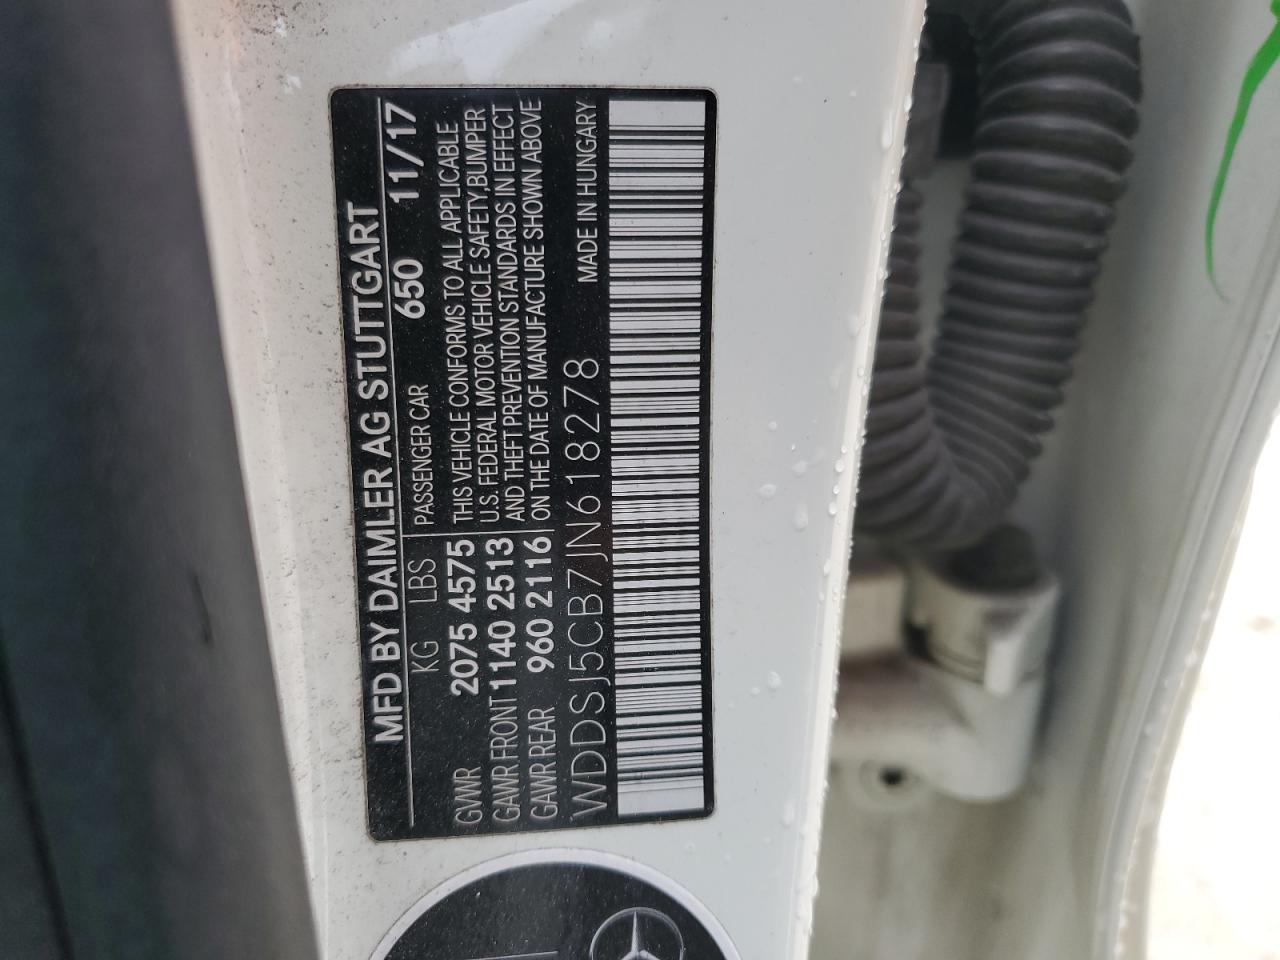 MFD BY DAIMLER AG STUTTGART
KG LBS PASSENGER CAR 650 11/17
GVWR 2075 4575 THIS VEHICLE CONFORMS TO ALL APPLICABLE
GAWR FRONT 1140 2513 U.S. FEDERAL MOTOR VEHICLE SAFETY,BUMPER
GAWR REAR 960 2116 AND THEFT PREVENTION STANDARDS IN EFFECT
ON THE DATE OF MANUFACTURE SHOWN ABOVE
WDDSJ5CB7JN618278 MADE IN HUNGARY